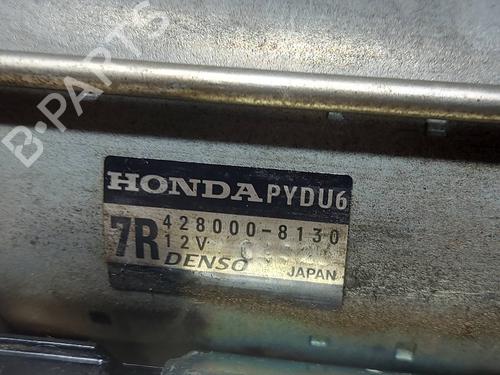 B-PARTS
HONDA PYDU6
7R 428000-8130
12V
DENSO JAPAN